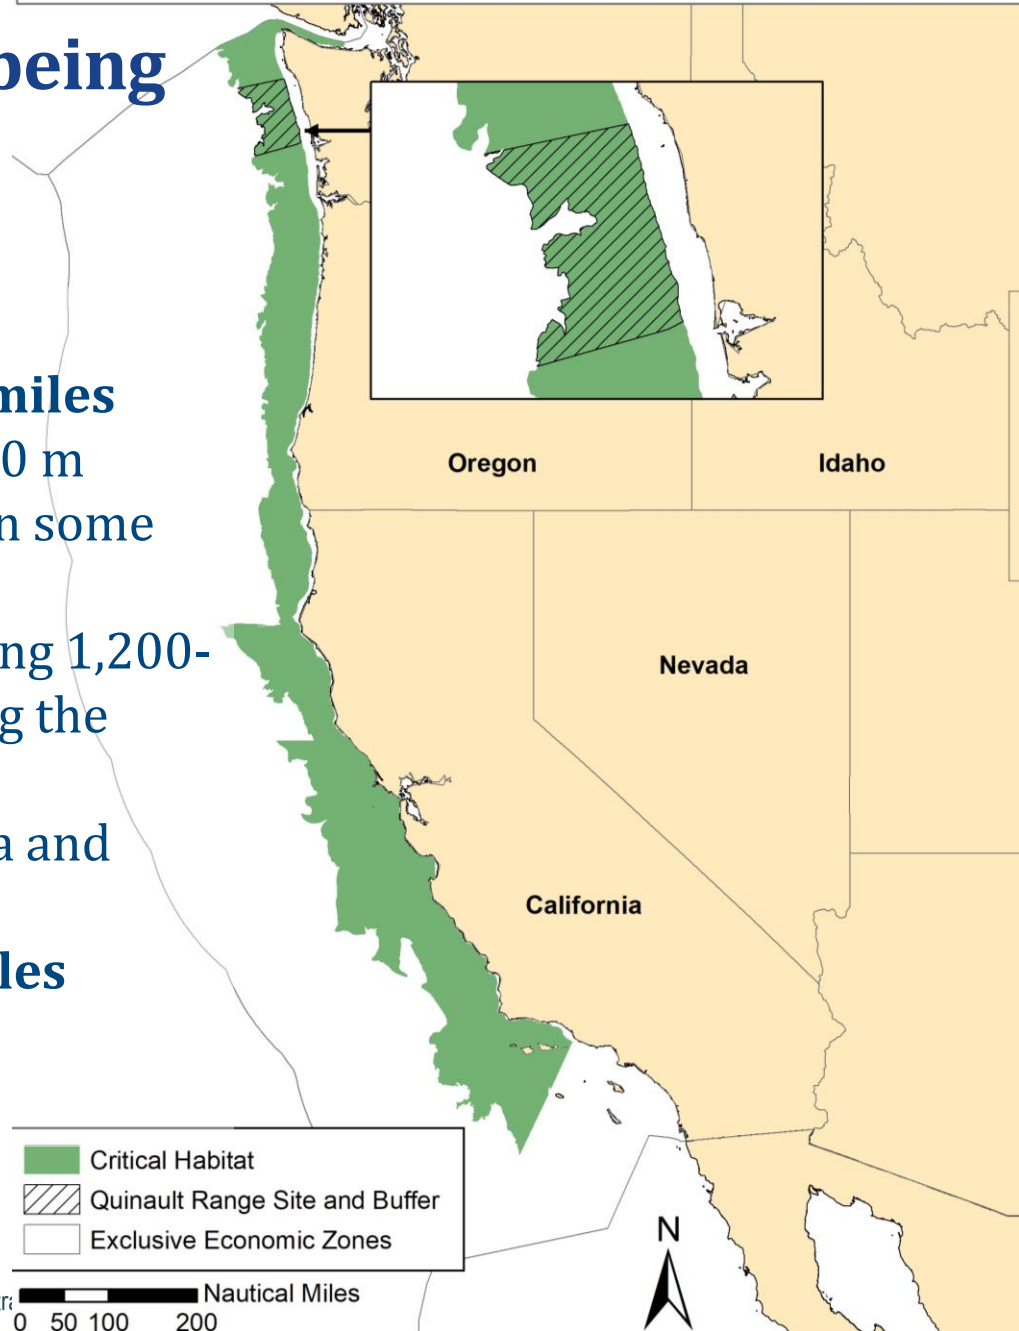 being
miles
0 m
n some
ng 1,200-
g the
a and
les
Oregon
Idaho
Nevada
California
Critical Habitat
Quinault Range Site and Buffer
Exclusive Economic Zones
Nautical Miles
0 50 100 200
N